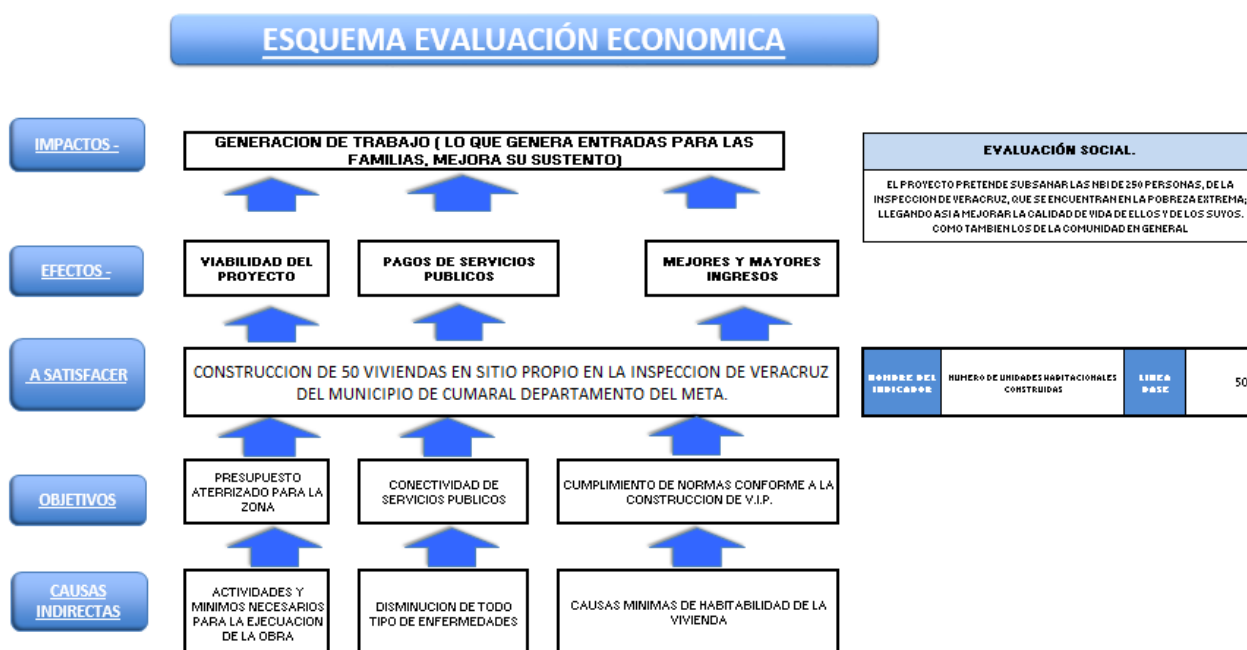 ESQUEMA EVALUACIÓN ECONOMICA
IMPACTOS -
GENERACION DE TRABAJO ( LO QUE GENERA ENTRADAS PARA LAS
FAMILIAS, MEJORA SU SUSTENTO)
EVALUACIÓN SOCIAL.
EL PROYECTO PRETENDE SUBSANAR LAS NBI DE 250 PERSONAS, DE LA
INSPECCION DE VERACRUZ, QUE SE ENCUENTRAN EN LA POBREZA EXTREMA;
LLEGANDO ASI A MEJORAR LA CALIDAD DE VIDA DE ELLOS Y DE LOS SUYOS.
COMO TAMBIEN LOS DE LA COMUNIDAD EN GENERAL
EFECTOS -
VIABILIDAD DEL
PROYECTO
PAGOS DE SERVICIOS
PUBLICOS
MEJORES Y MAYORES
INGRESOS
A SATISFACER
CONSTRUCCION DE 50 VIVIENDAS EN SITIO PROPIO EN LA INSPECCION DE VERACRUZ
DEL MUNICIPIO DE CUMARAL DEPARTAMENTO DEL META.
NOMBRE DEL
INDICADOR
NUMERO DE UNIDADES HABITACIONALES
CONSTRUIDAS
LINEA
BASE
50
OBJETIVOS
PRESUPUESTO
ATERRIZADO PARA LA
ZONA
CONECTIVIDAD DE
SERVICIOS PUBLICOS
CUMPLIMIENTO DE NORMAS CONFORME A LA
CONSTRUCCION DE V.I.P.
CAUSAS
INDIRECTAS
ACTIVIDADES Y
MINIMOS NECESARIOS
PARA LA EJECUACION
DE LA OBRA
DISMINUCION DE TODO
TIPO DE ENFERMEDADES
CAUSAS MINIMAS DE HABITABILIDAD DE LA
VIVIENDA